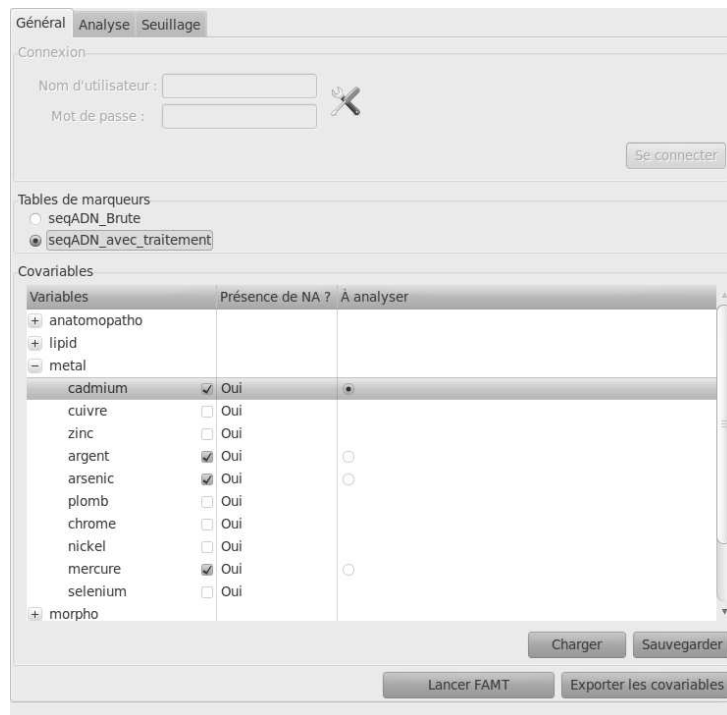 Général Analyse Seuillage
Connexion
Nom d'utilisateur :
Mot de passe :
Se connecter
Tables de marqueurs
seqADN_Brute
seqADN_avec_traitement
Covariables
Variables Présence de NA ? À analyser
anatomopatho
lipid
metal
cadmium Oui
cuivre Oui
zinc Oui
argent Oui
arsenic Oui
plomb Oui
chrome Oui
nickel Oui
mercure Oui
selenium Oui
morpho
Charger Sauvegarder
Lancer FAMT Exporter les covariables